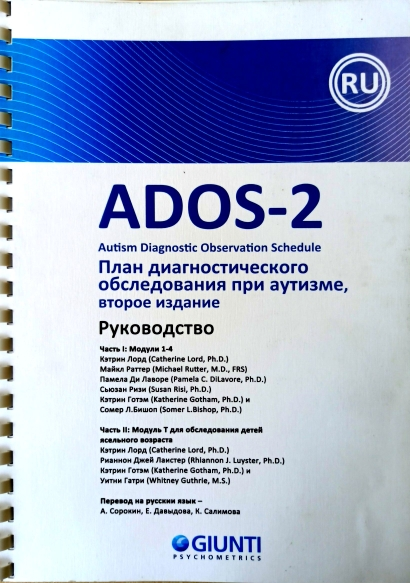 RU
ADOS-2
Autism Diagnostic Observation Schedule
План диагностического
обследования при аутизме,
второе издание
Руководство
Часть I: Модули 1-4
Кэтрин Лорд (Catherine Lord, Ph.D.)
Майкл Раттер (Michael Rutter, M.D., FRS)
Памела Ди Лаворе (Pamela C. DiLavore, Ph.D.)
Сьюзан Ризи (Susan Risi, Ph.D.)
Кэтрин Готэм (Katherine Gotham, Ph.D.) и
Сомер Л.Бишоп (Somer L.Bishop, Ph.D.)
Часть II: Модуль Т для обследования детей
ясельного возраста
Кэтрин Лорд (Catherine Lord, Ph.D.)
Рианнон Джей Лаистер (Rhiannon J. Luyster, Ph.D.)
Кэтрин Готэм (Katherine Gotham, Ph.D.) и
Уитни Гатри (Whitney Guthrie, M.S.)
Перевод на русский язык –
А. Сорокин, Е. Давыдова, К. Салимова
GIUNTI
PSYCHOMETRICS